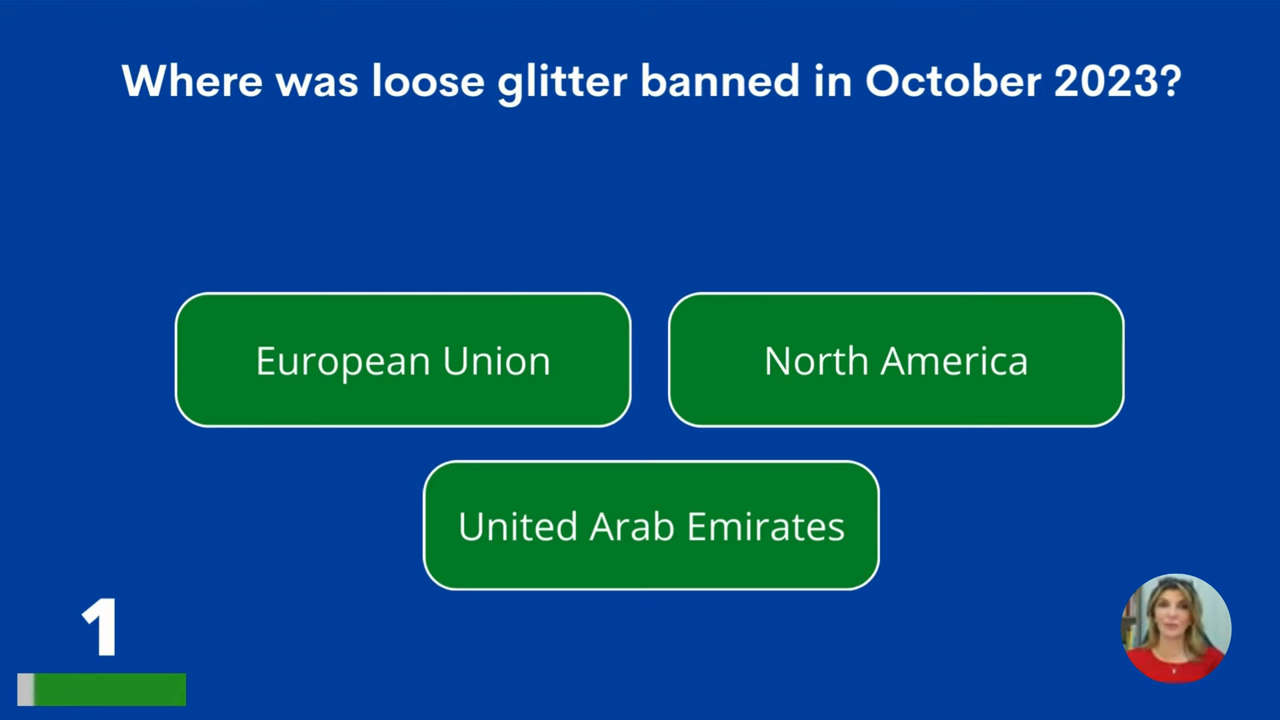 Where was loose glitter banned in October 2023?
European Union
North America
United Arab Emirates
1